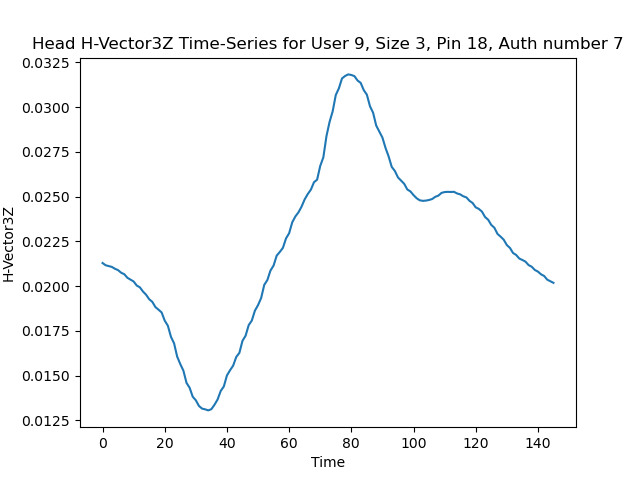 Head H-Vector3Z Time-Series for User 9, Size 3, Pin 18, Auth number 7
0.0325
0.0300
0.0275
0.0250
0.0225
0.0200
0.0175
0.0150
0.0125
H-Vector3Z
0 20 40 60 80 100 120 140
Time